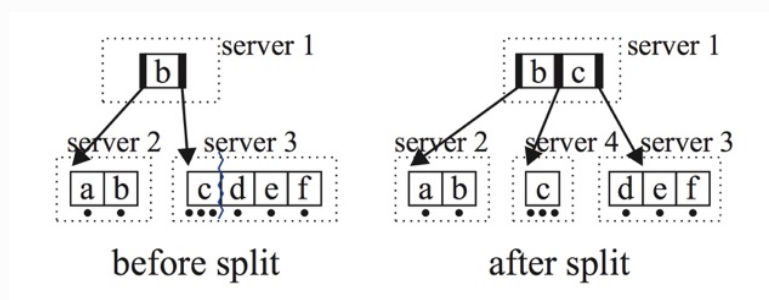 server 1
b
server 2
server 3
a b
c d e f
before split
server 1
b c
server 2
server 4
server 3
a b
c
d e f
after split